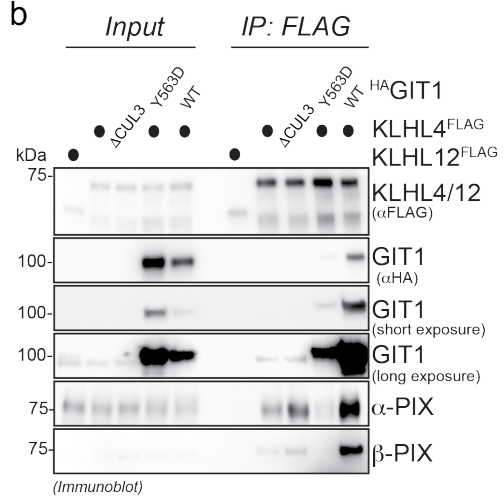 b
Input IP: FLAG
ΔCUL3 Y563D WT ΔCUL3 Y563D WT HAGIT1
KLHL4FLAG
kDa KLHL12FLAG
75- KLHL4/12
(αFLAG)
100- GIT1
(αHA)
100- GIT1
(short exposure)
100- GIT1
(long exposure)
75- α-PIX
75- β-PIX
(Immunoblot)